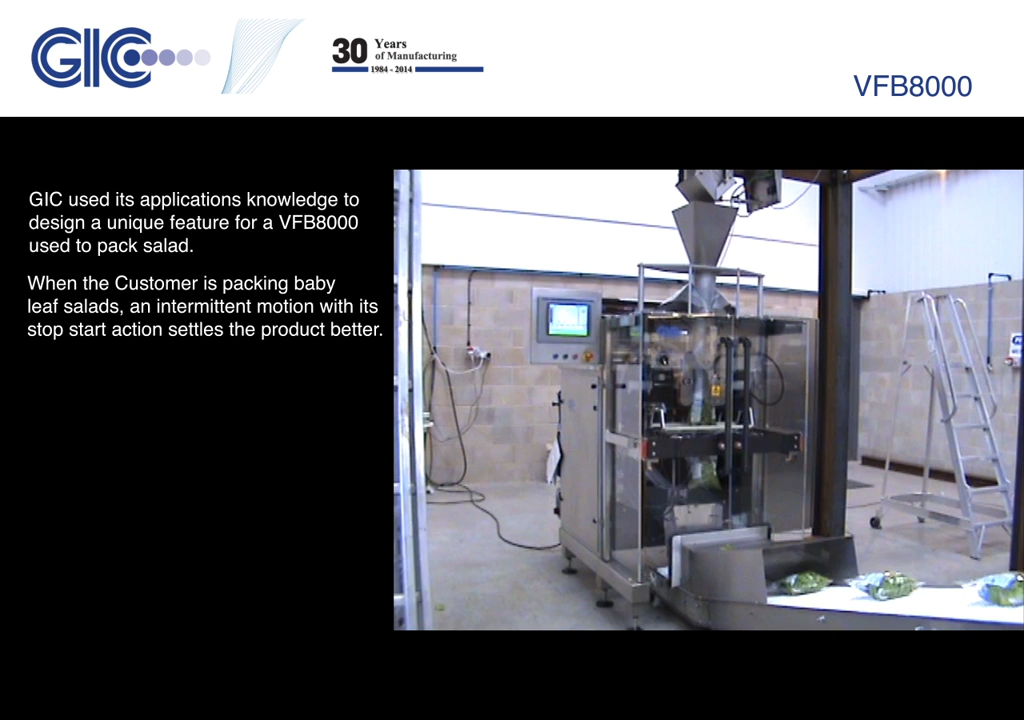 GIC
30 Years
of Manufacturing
1984 - 2014
VFB8000
GIC used its applications knowledge to
design a unique feature for a VFB8000
used to pack salad.
When the Customer is packing baby
leaf salads, an intermittent motion with its
stop start action settles the product better.